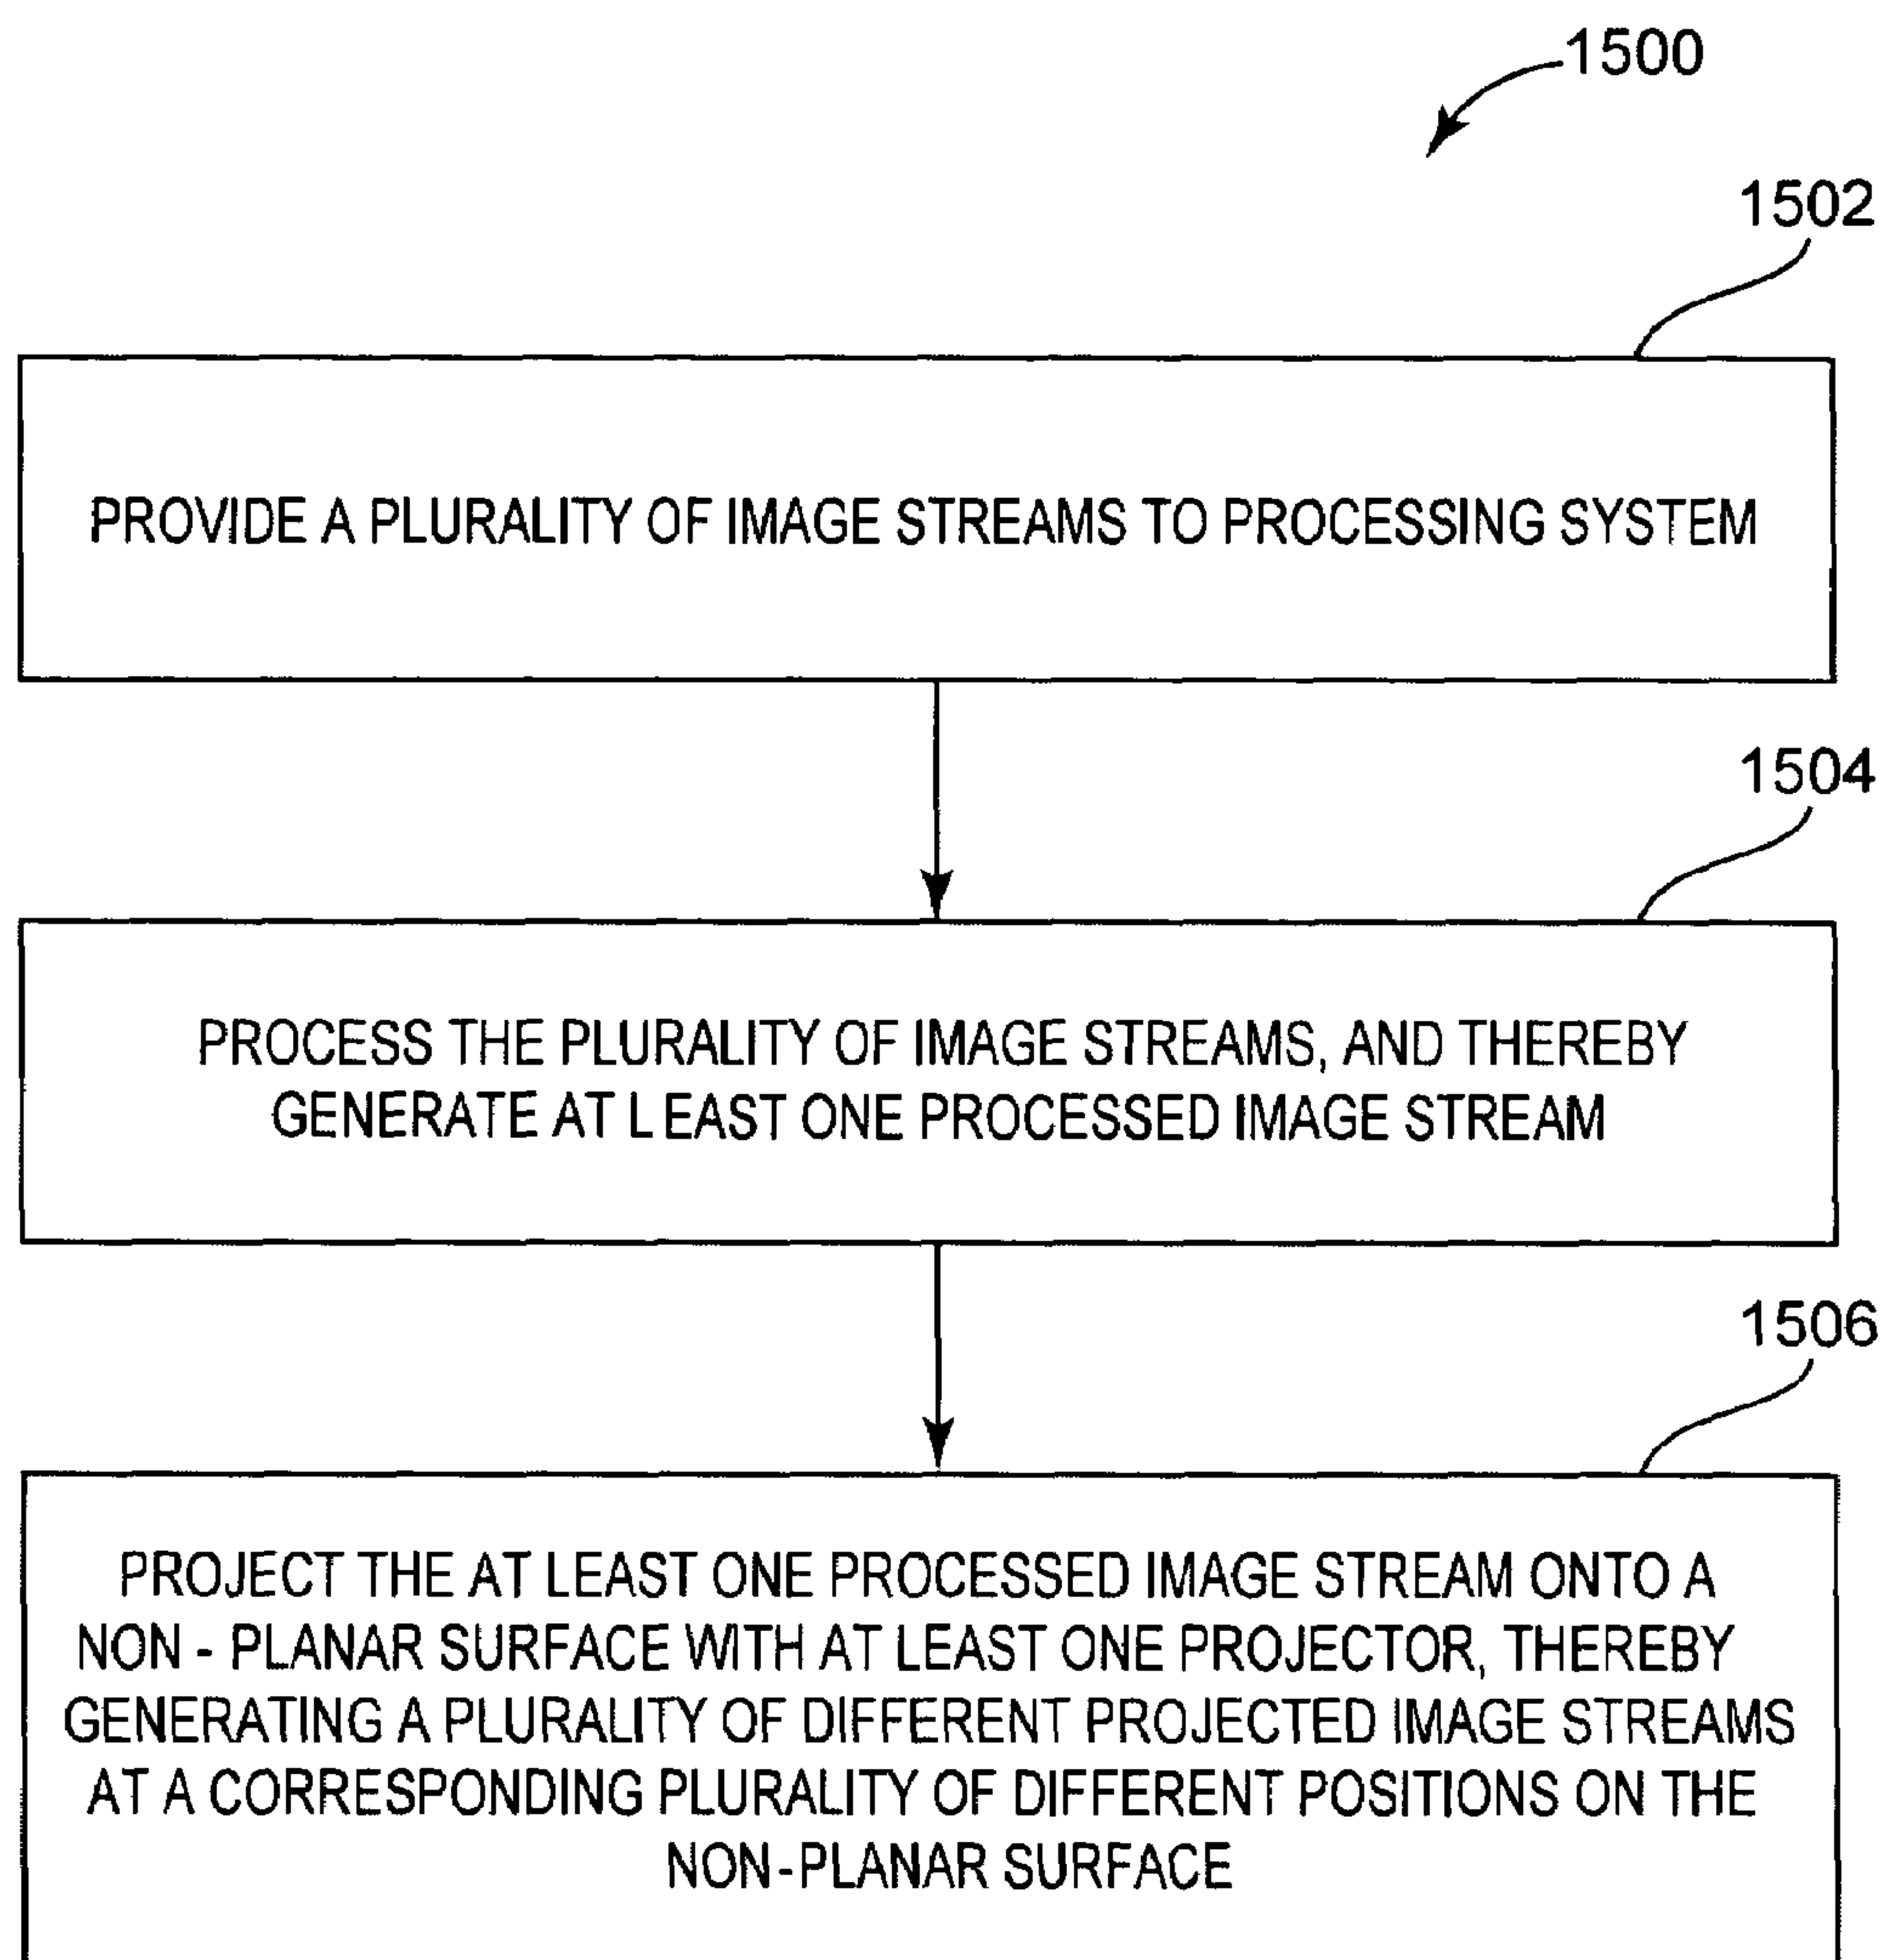 1500
1502
PROVIDE A PLURALITY OF IMAGE STREAMS TO PROCESSING SYSTEM
1504
PROCESS THE PLURALITY OF IMAGE STREAMS, AND THEREBY
GENERATE AT LEAST ONE PROCESSED IMAGE STREAM
1506
PROJECT THE AT LEAST ONE PROCESSED IMAGE STREAM ONTO A
NON - PLANAR SURFACE WITH AT LEAST ONE PROJECTOR, THEREBY
GENERATING A PLURALITY OF DIFFERENT PROJECTED IMAGE STREAMS
AT A CORRESPONDING PLURALITY OF DIFFERENT POSITIONS ON THE
NON-PLANAR SURFACE